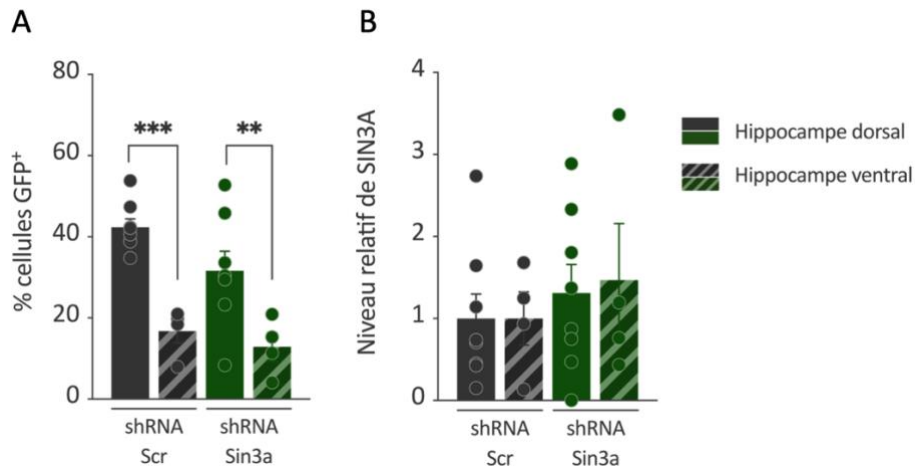 A
B
% cellules GFP⁺
80
60
40
20
0
***
**
shRNA
Scr
shRNA
Sin3a
Niveau relatif de SIN3A
4
3
2
1
0
shRNA
Scr
shRNA
Sin3a
Hippocampe dorsal
Hippocampe ventral